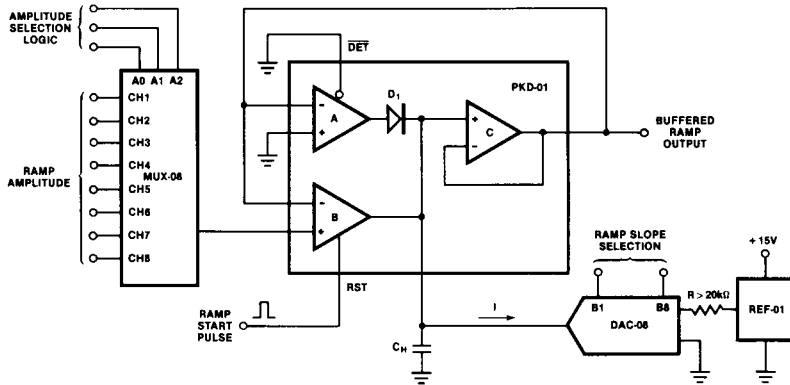 AMPLITUDE
SELECTION
LOGIC
DET
A0 A1 A2
PKD-01
D1
CH1
CH2
CH3
CH4
CH5
CH6
CH7
CH8
MUX-08
RAMP
AMPLITUDE
-
+
A
+
-
C
BUFFERED
RAMP
OUTPUT
-
+
B
RST
RAMP
START
PULSE
RAMP SLOPE
SELECTION
+ 15V
I
B1
B8
R > 20kΩ
REF-01
DAC-08
CH